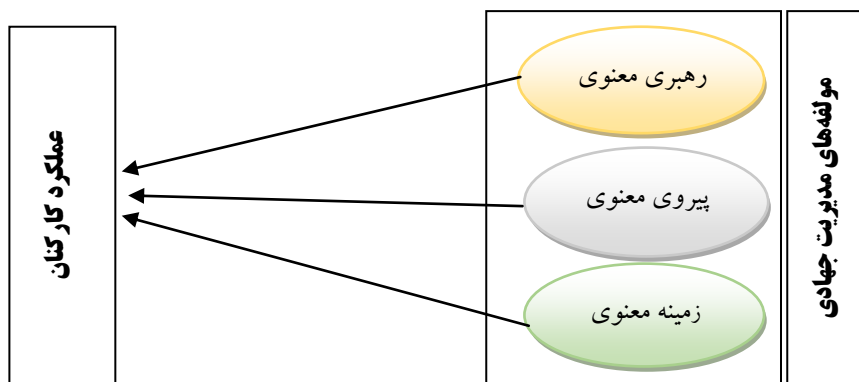 مولفه‌های مدیریت جهادی
رهبری معنوی
پیروی معنوی
زمینه معنوی
عملکرد کارکنان